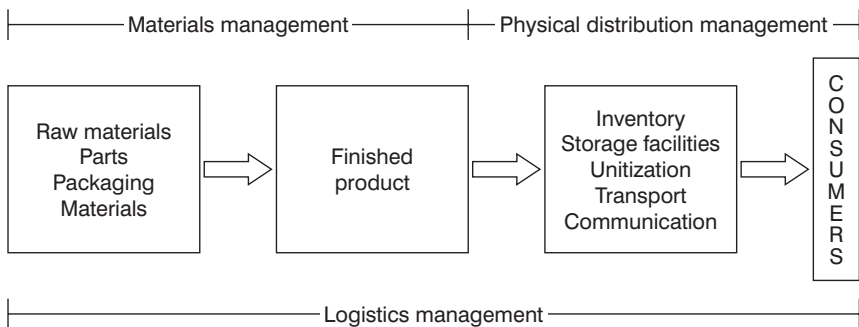 Materials management
Physical distribution management
Raw materials
Parts
Packaging
Materials
Finished
product
Inventory
Storage facilities
Unitization
Transport
Communication
CONSUMERS
Logistics management